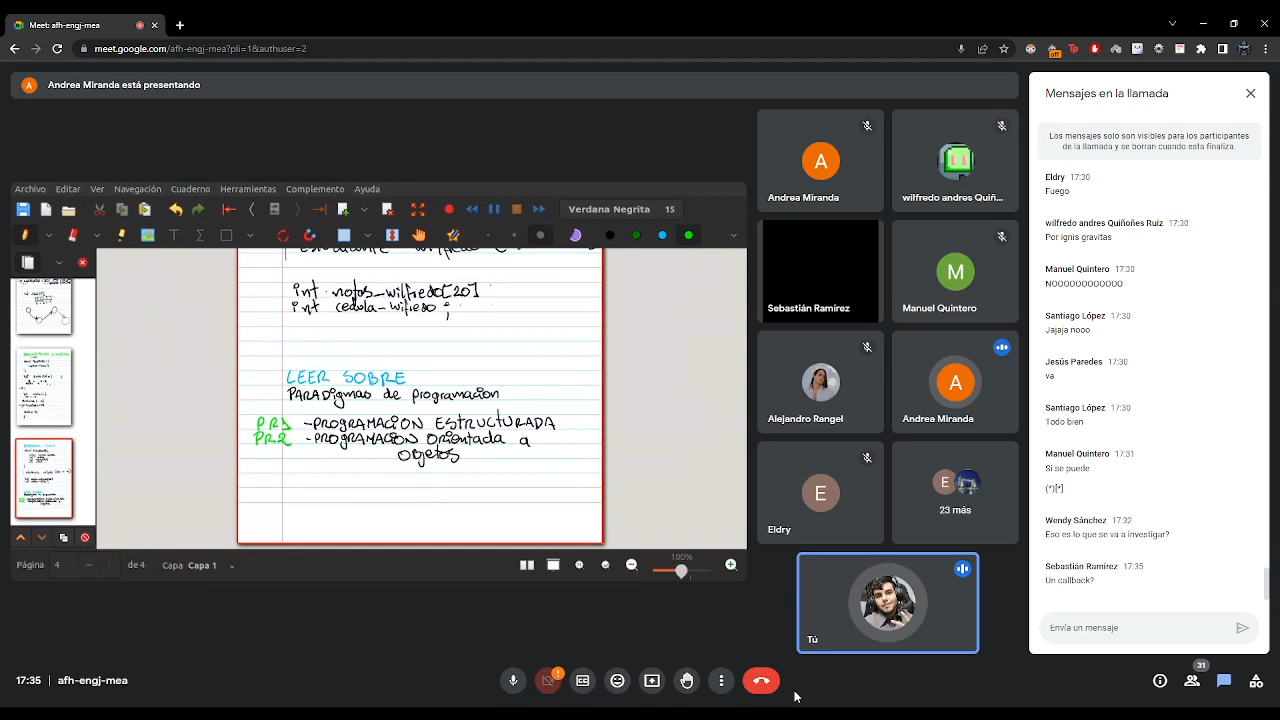 Meet: afh-engj-mea
meet.google.com/afh-engj-mea?pli=1&authuser=2
off
Andrea Miranda está presentando
Archivo Editar Ver Navegación Cuaderno Herramientas Complemento Ayuda
Verdana Negrita 15
int notas_wilfredo[20]
int cedula_wilfredo ;
LEER SOBRE
PARADigmas de programacion
PR1 -PROGRAMACION ESTRUCTURADA
PR2 -PROGRAMACION Orientada a
Objetos
Página 4 de 4 Capa Capa 1
100%
A
Andrea Miranda
wilfredo andres Quiñ...
Sebastián Ramírez
M
Manuel Quintero
Alejandro Rangel
A
Andrea Miranda
E
Eldry
E
23 más
Tú
Mensajes en la llamada
Los mensajes solo son visibles para los participantes
de la llamada y se borran cuando esta finaliza.
Eldry 17:30
Fuego
wilfredo andres Quiñones Ruiz 17:30
Por ignis gravitas
Manuel Quintero 17:30
NOOOOOOOOOOO
Santiago López 17:30
Jajaja nooo
Jesús Paredes 17:30
va
Santiago López 17:30
Todo bien
Manuel Quintero 17:31
Si se puede
(*)[*]
Wendy Sánchez 17:32
Eso es lo que se va a investigar?
Sebastián Ramírez 17:35
Un callback?
Envía un mensaje
17:35 afh-engj-mea
31